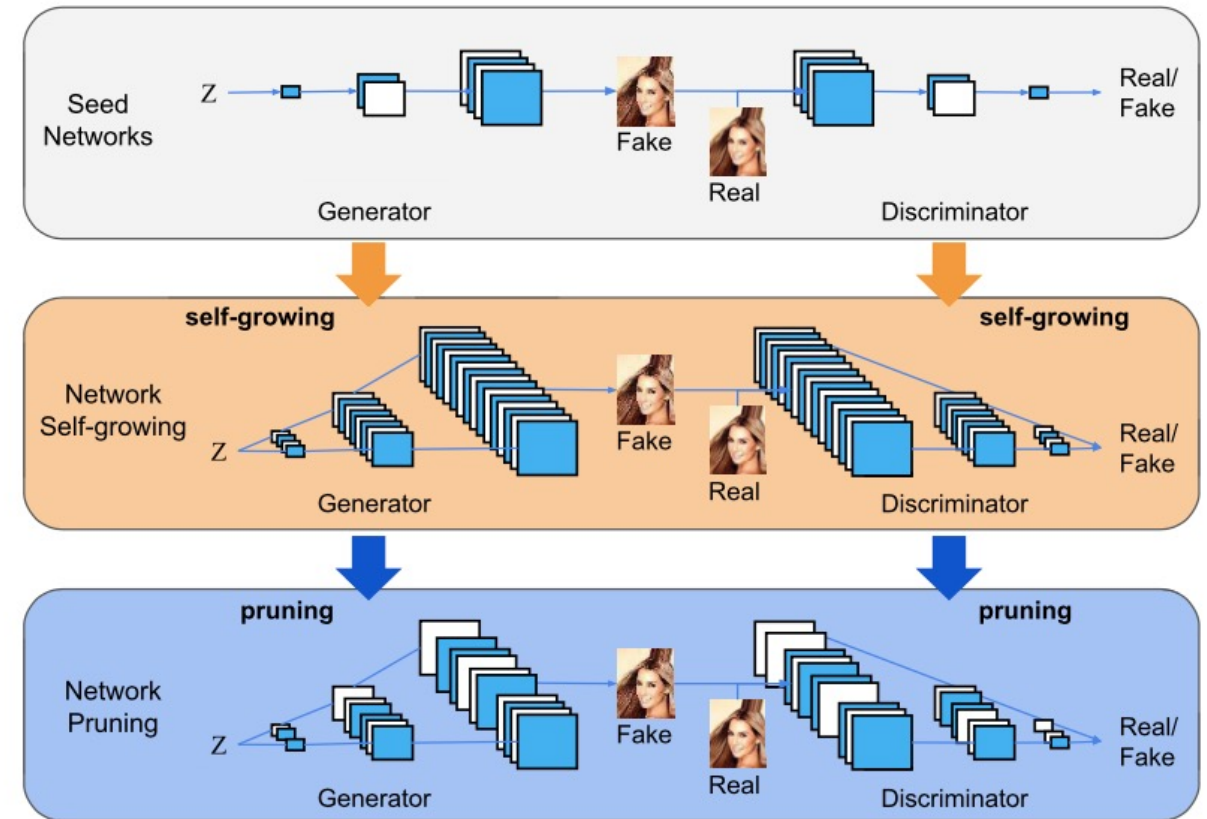 Seed
Networks
Z
Fake
Real
Real/
Fake
Generator
Discriminator
self-growing
self-growing
Network
Self-growing
Z
Fake
Real
Real/
Fake
Generator
Discriminator
pruning
pruning
Network
Pruning
Z
Fake
Real
Real/
Fake
Generator
Discriminator